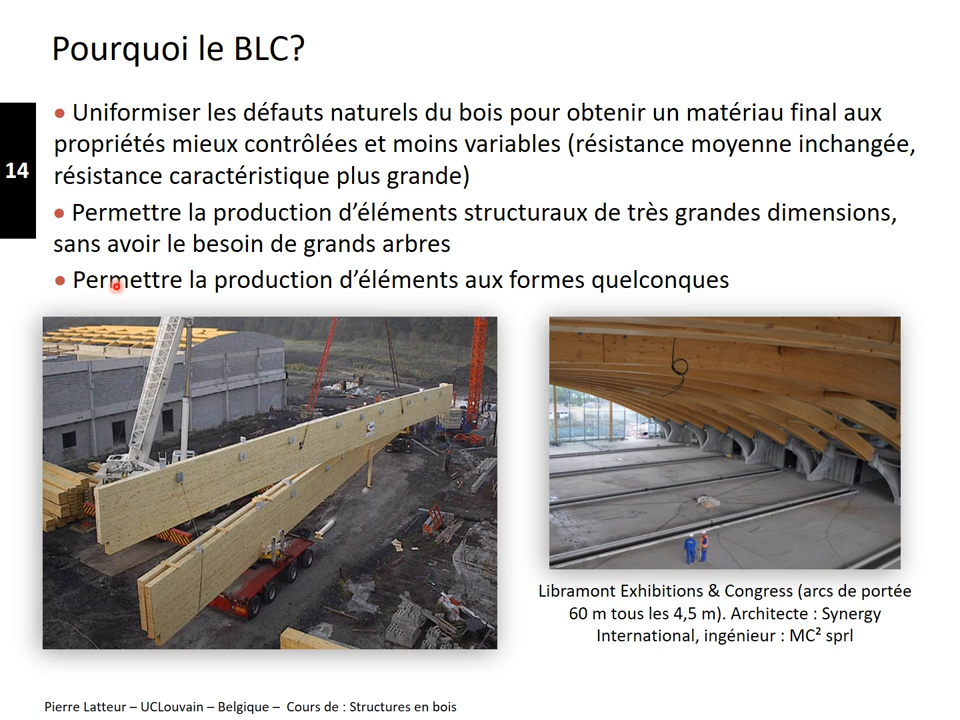 Pourquoi le BLC?
14
• Uniformiser les défauts naturels du bois pour obtenir un matériau final aux
propriétés mieux contrôlées et moins variables (résistance moyenne inchangée,
résistance caractéristique plus grande)
• Permettre la production d’éléments structuraux de très grandes dimensions,
sans avoir le besoin de grands arbres
• Permettre la production d’éléments aux formes quelconques
Libramont Exhibitions & Congress (arcs de portée
60 m tous les 4,5 m). Architecte : Synergy
International, ingénieur : MC² sprl
Pierre Latteur – UCLouvain – Belgique – Cours de : Structures en bois